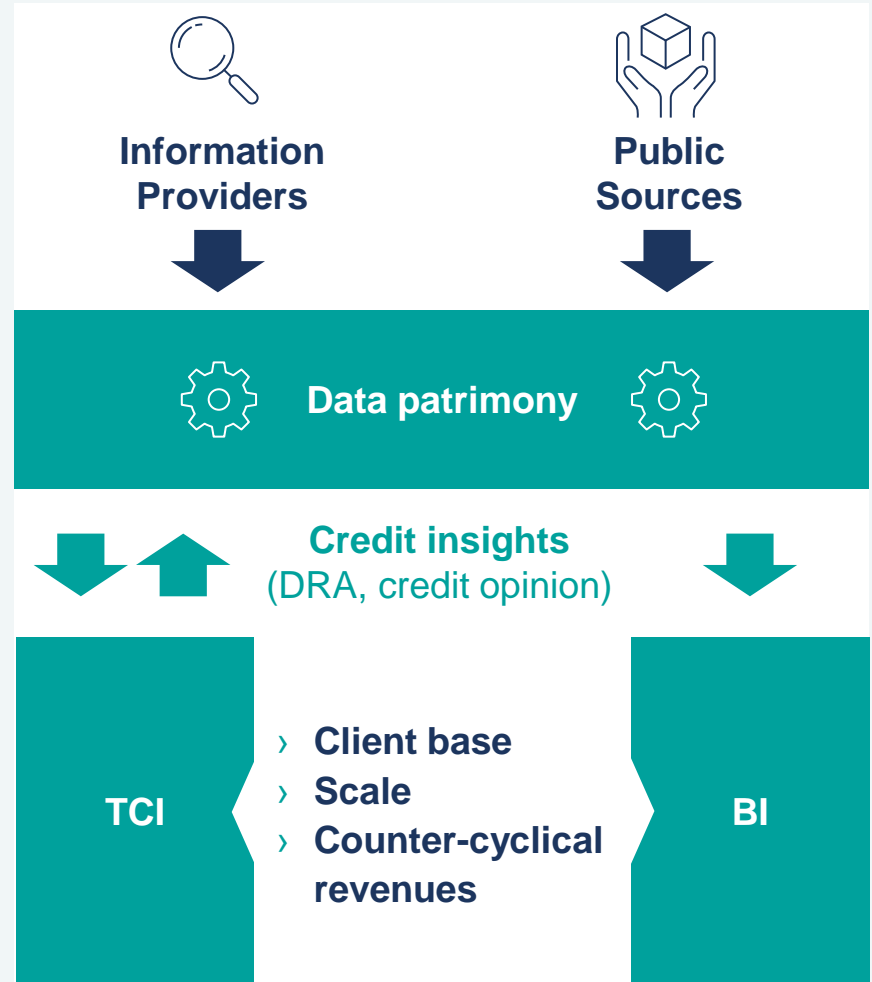 Information
Providers
Public
Sources
Data patrimony
Credit insights
(DRA, credit opinion)
TCI
› Client base
› Scale
› Counter-cyclical
revenues
BI